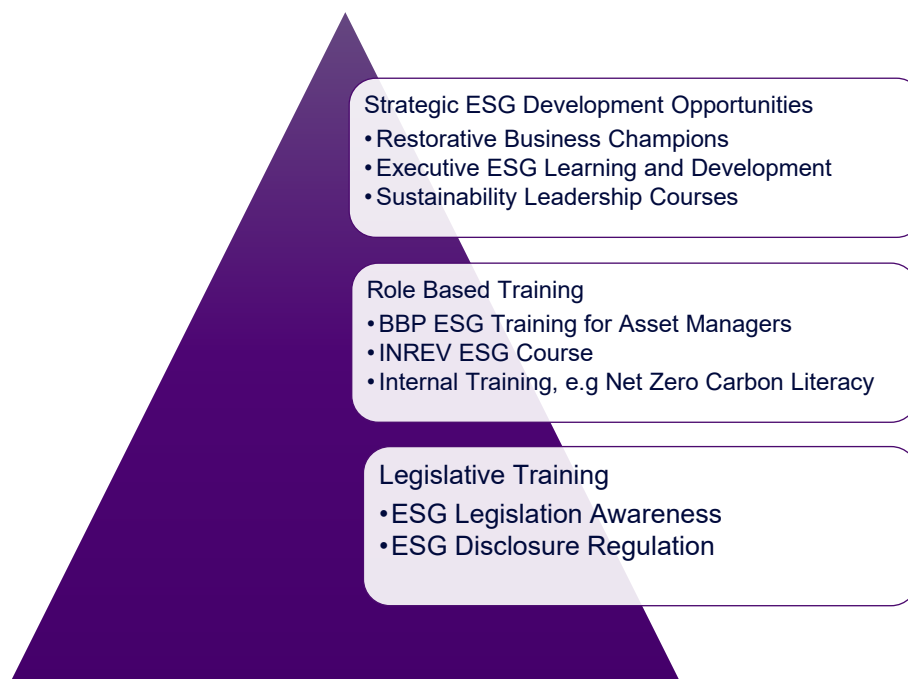 Strategic ESG Development Opportunities
•Restorative Business Champions
•Executive ESG Learning and Development
•Sustainability Leadership Courses
Role Based Training
•BBP ESG Training for Asset Managers
•INREV ESG Course
•Internal Training, e.g Net Zero Carbon Literacy
Legislative Training
•ESG Legislation Awareness
•ESG Disclosure Regulation